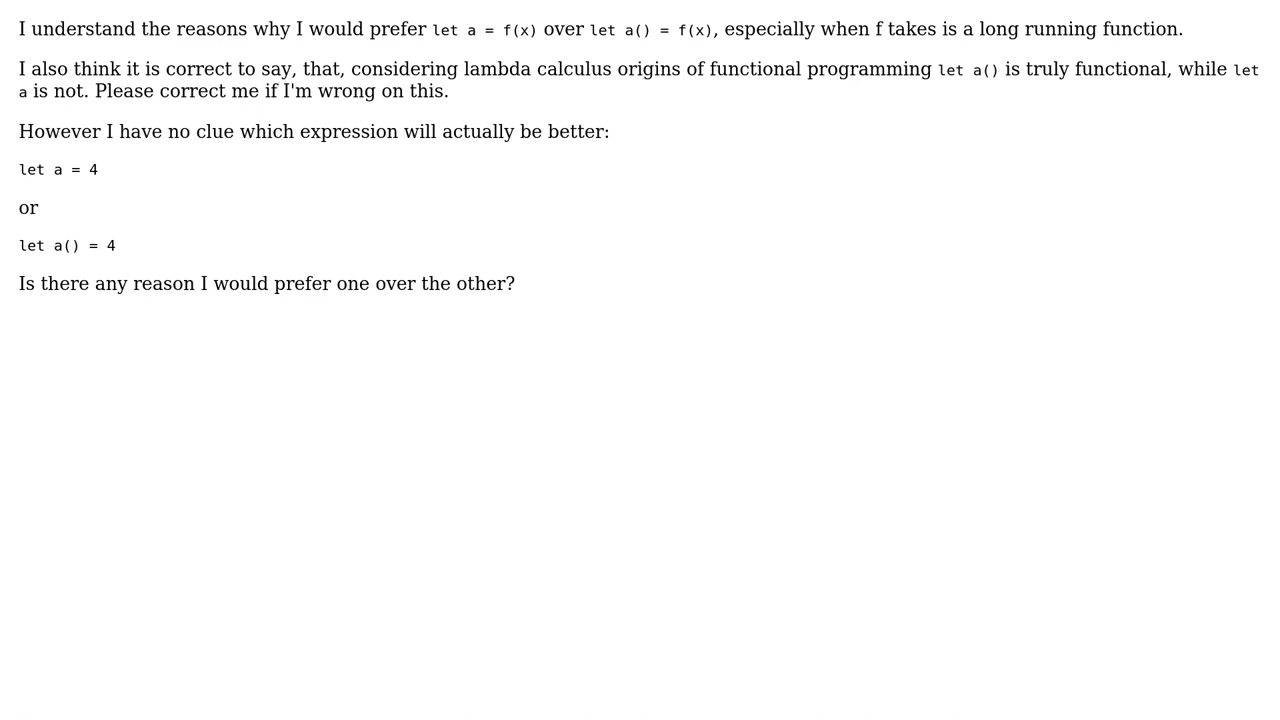 I understand the reasons why I would prefer let a = f(x) over let a() = f(x), especially when f takes is a long running function.
I also think it is correct to say, that, considering lambda calculus origins of functional programming let a() is truly functional, while let
a is not. Please correct me if I'm wrong on this.
However I have no clue which expression will actually be better:
let a = 4
or
let a() = 4
Is there any reason I would prefer one over the other?